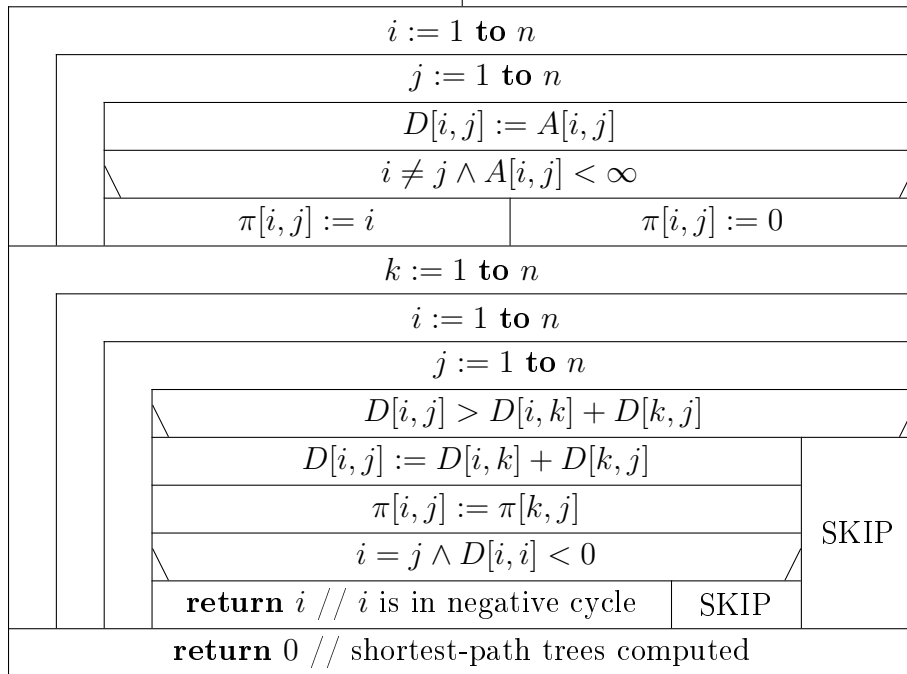 i := 1 to n
j := 1 to n
D[i, j] := A[i, j]
i ≠ j ∧ A[i, j] < ∞
π[i, j] := i π[i, j] := 0
k := 1 to n
i := 1 to n
j := 1 to n
D[i, j] > D[i, k] + D[k, j]
D[i, j] := D[i, k] + D[k, j]
π[i, j] := π[k, j]
SKIP
i = j ∧ D[i, i] < 0
return i // i is in negative cycle SKIP
return 0 // shortest-path trees computed